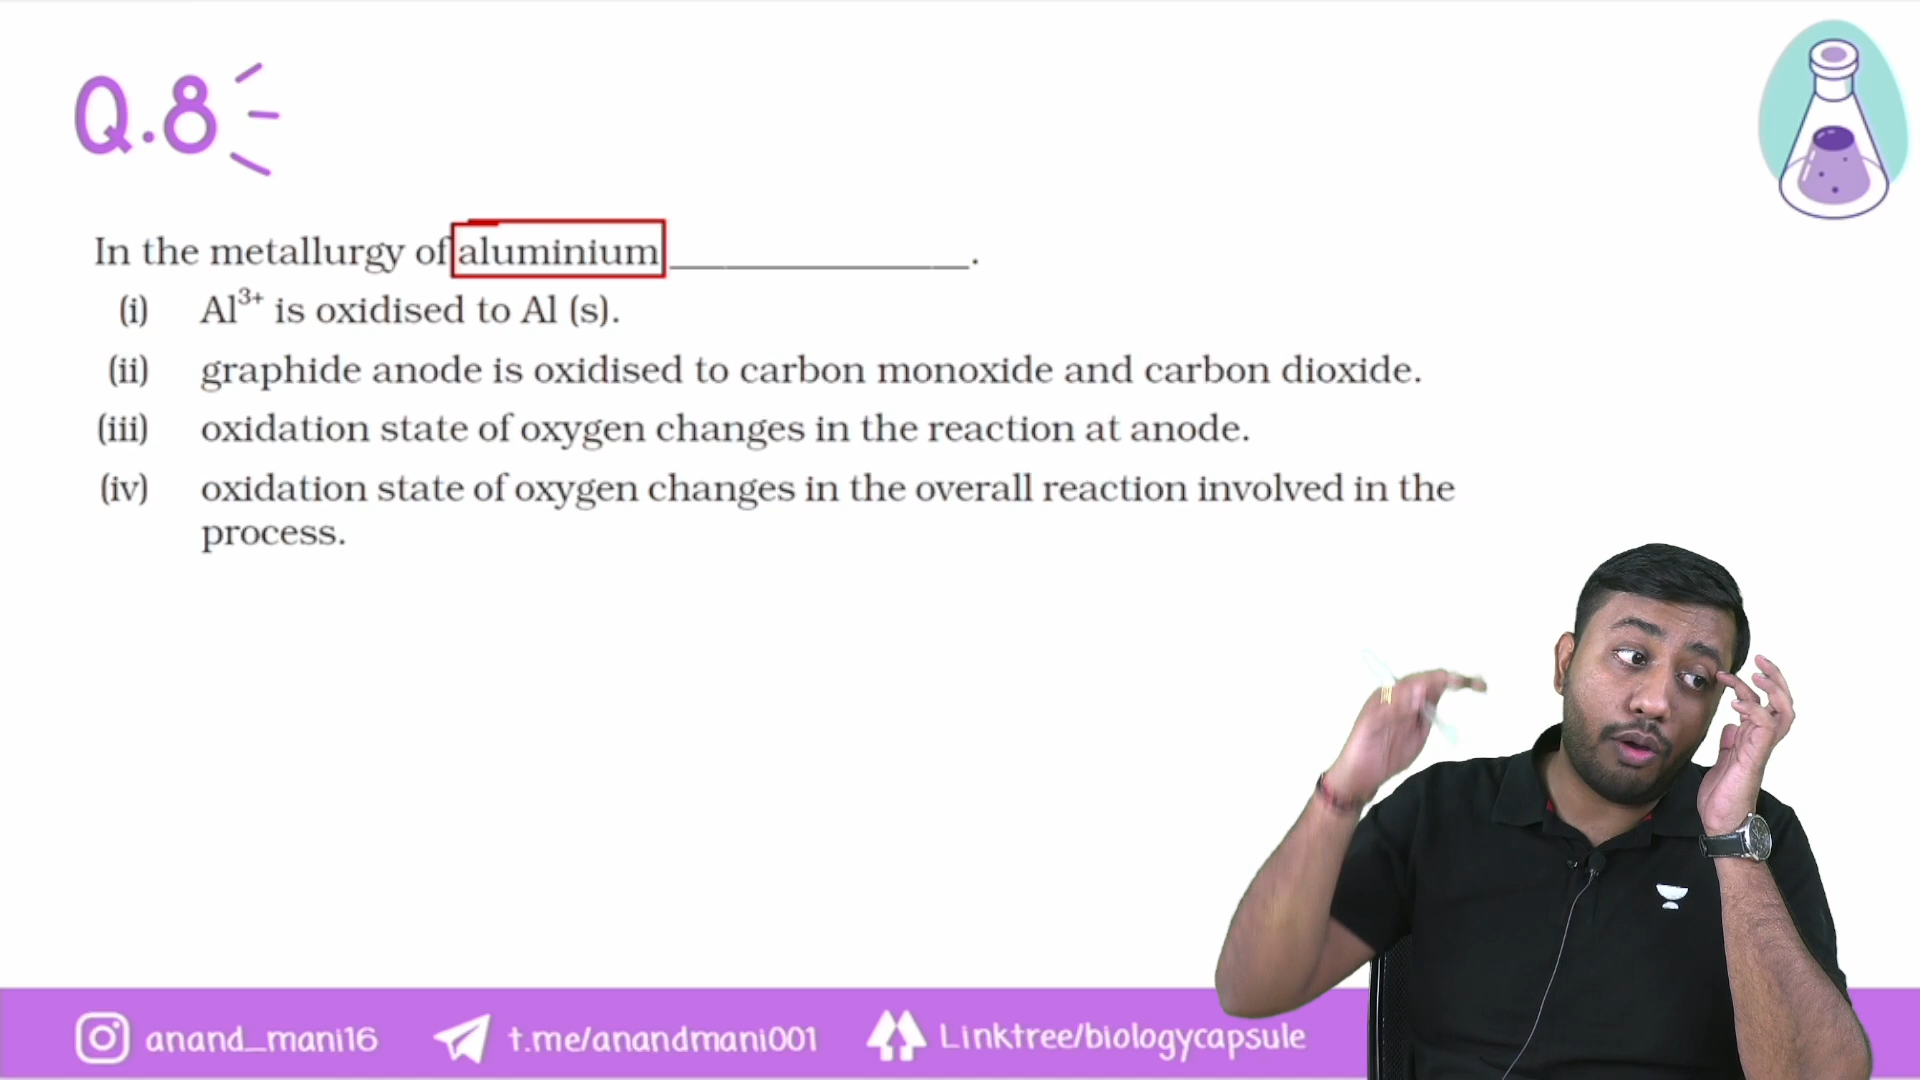 Q.8
In the metallurgy of aluminium _______________.
(i) Al³⁺ is oxidised to Al (s).
(ii) graphide anode is oxidised to carbon monoxide and carbon dioxide.
(iii) oxidation state of oxygen changes in the reaction at anode.
(iv) oxidation state of oxygen changes in the overall reaction involved in the
process.
anand_mani16 t.me/anandmani001 Linktree/biologycapsule